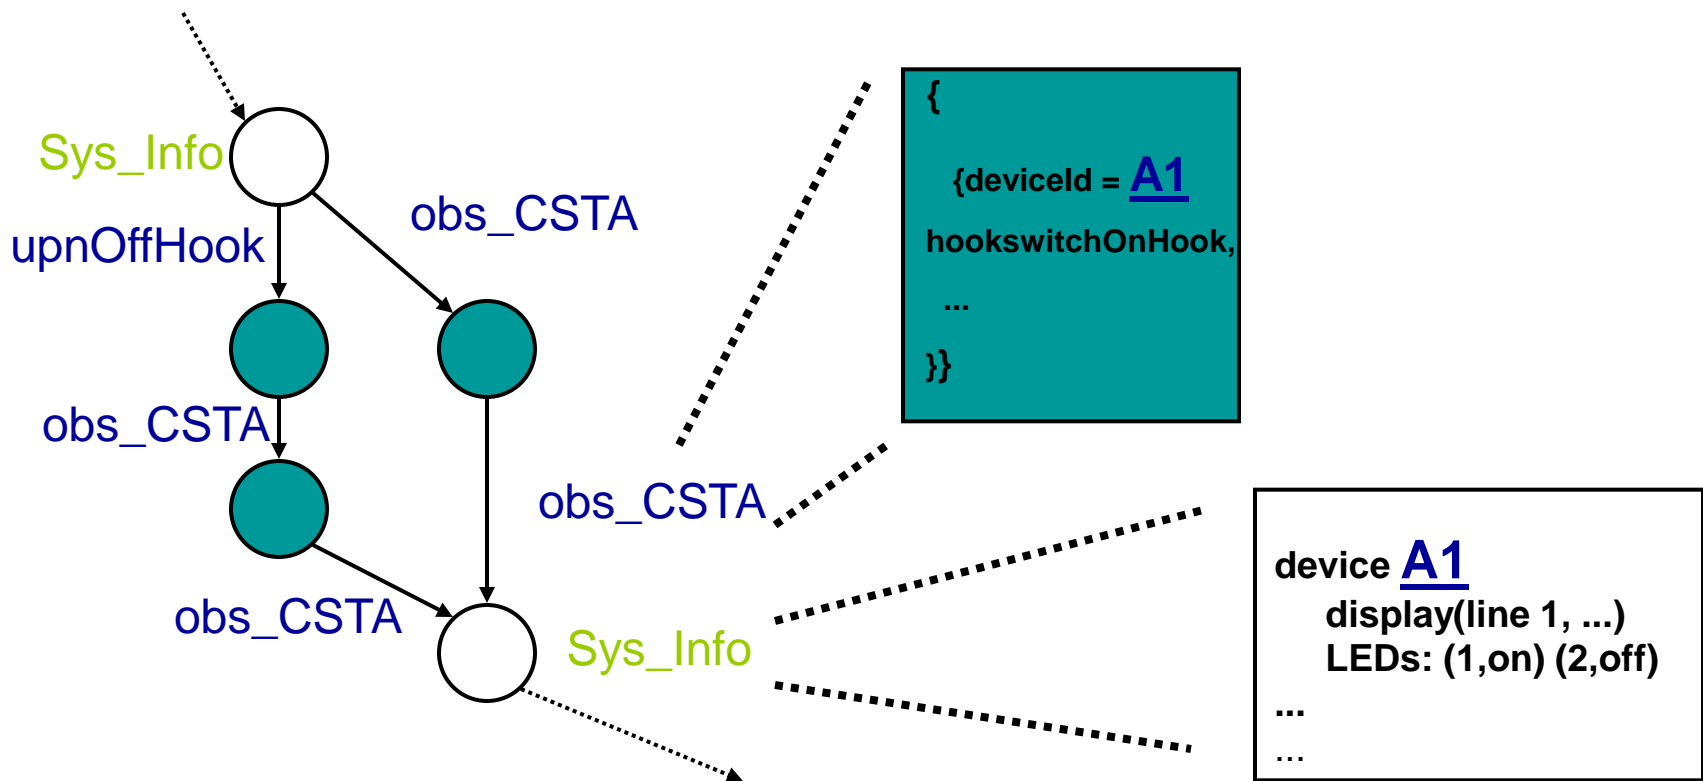 Sys_Info
upnOffHook
obs_CSTA
obs_CSTA
obs_CSTA
obs_CSTA
Sys_Info
{
{deviceId = A1
hookswitchOnHook,
...
}}
device A1
display(line 1, ...)
LEDs: (1,on) (2,off)
...
...